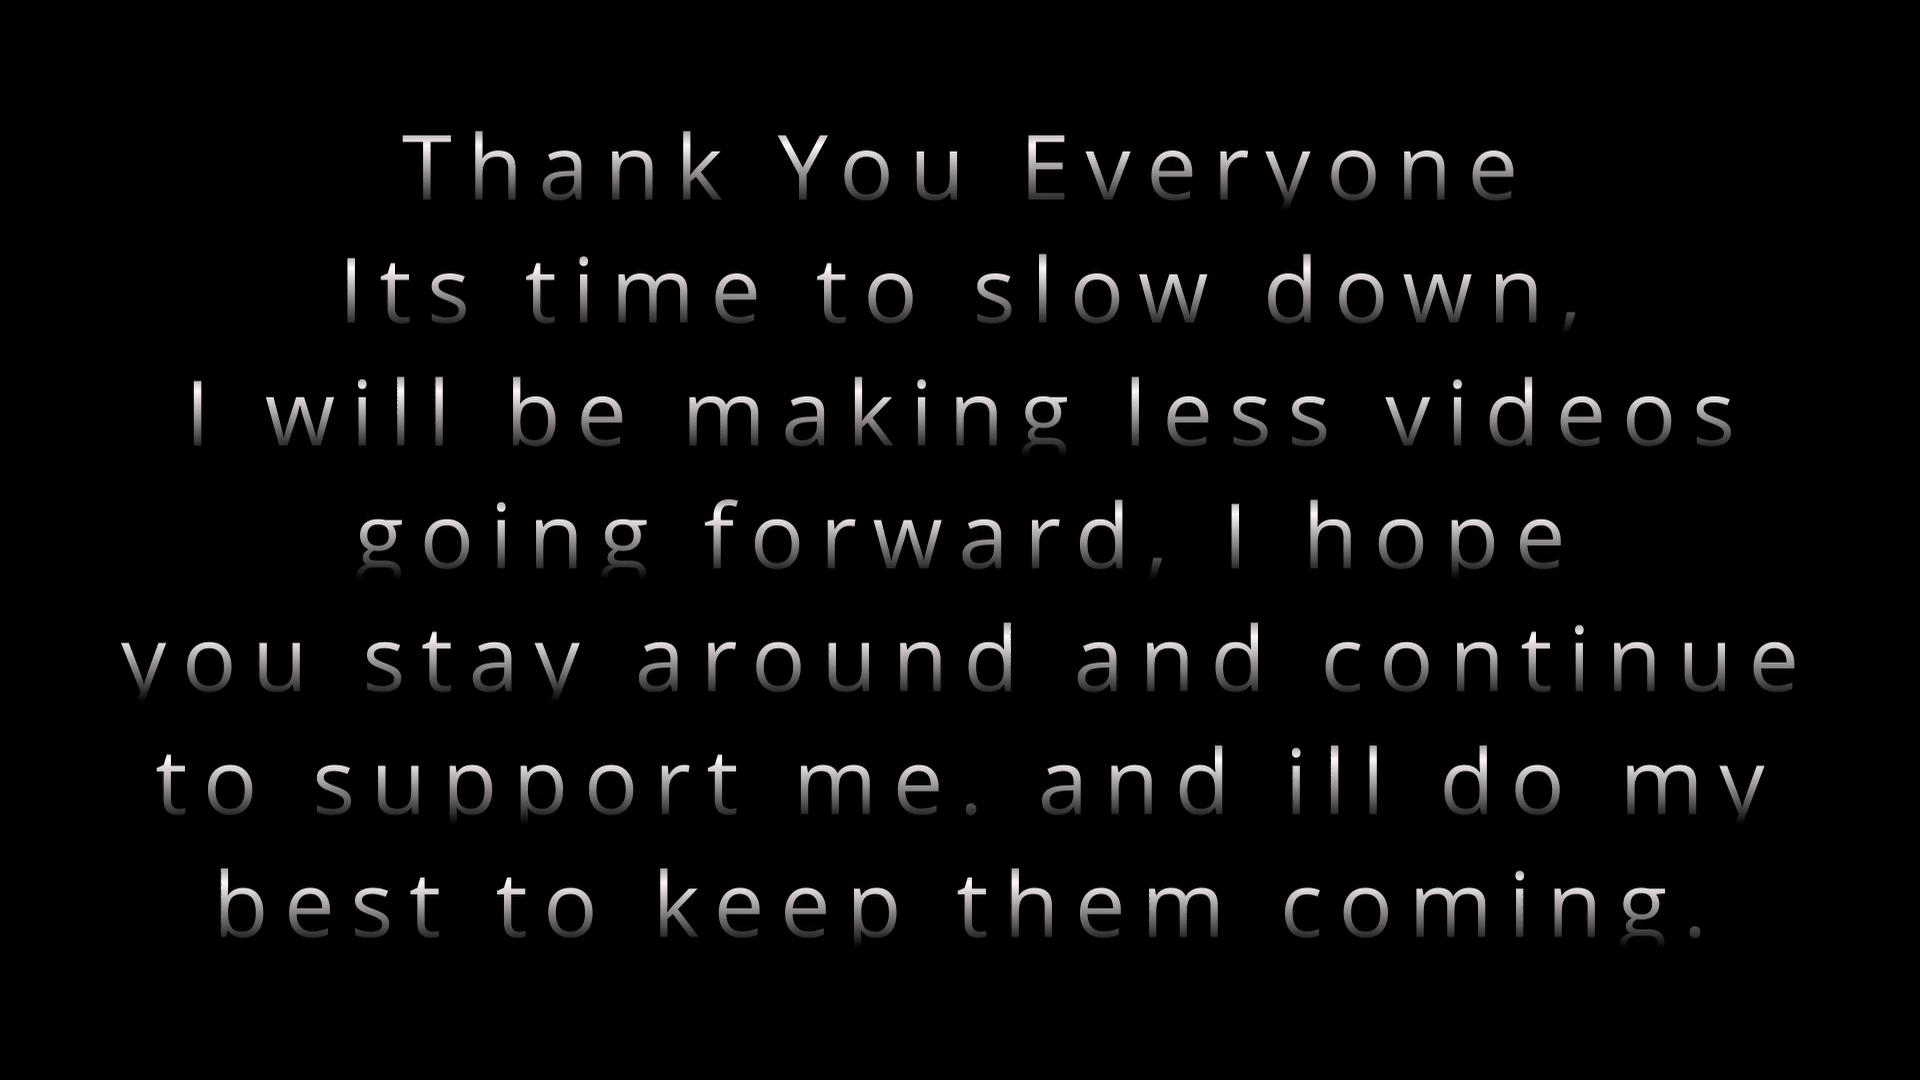 Thank You Everyone
Its time to slow down,
I will be making less videos
going forward, I hope
you stay around and continue
to support me. and ill do my
best to keep them coming.